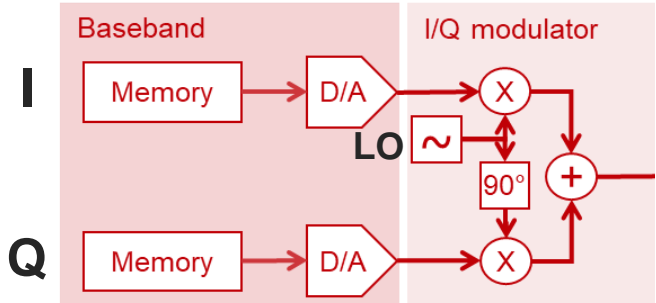 Baseband
I/Q modulator
I
Memory
D/A
X
LO
~
90°
+
Q
Memory
D/A
X